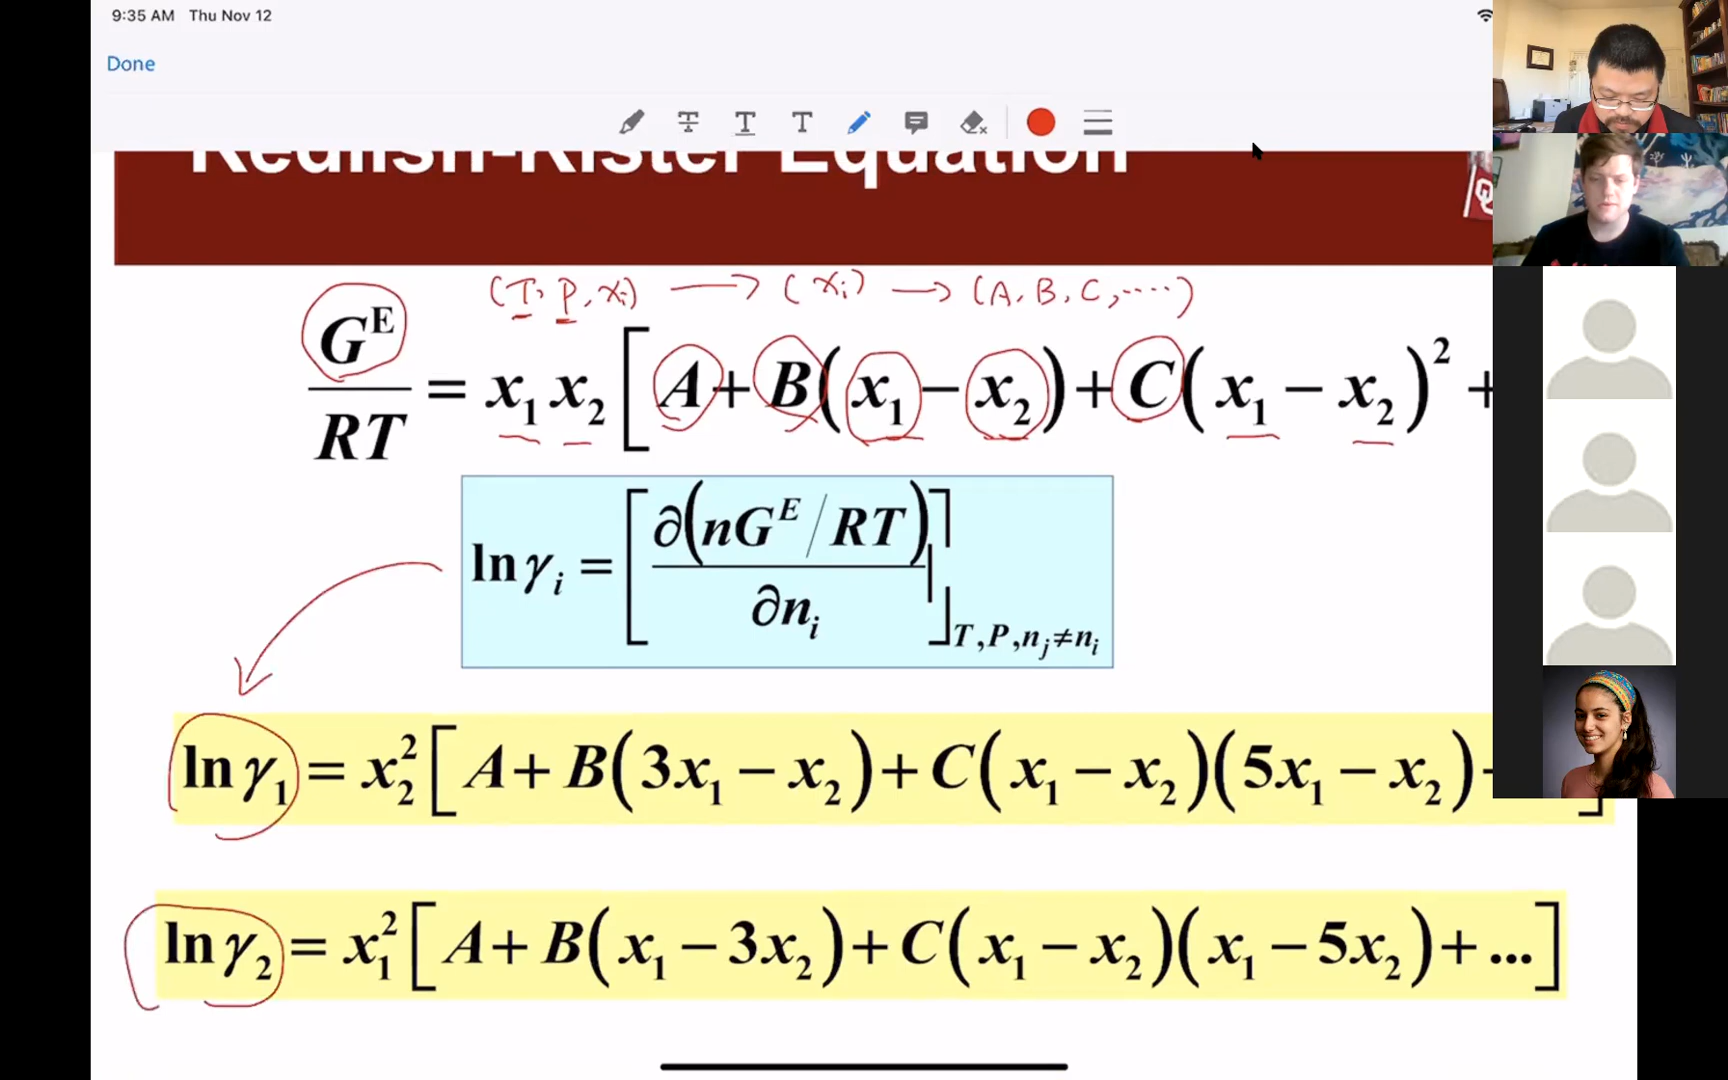 9:35 AM Thu Nov 12
Done
Redlish-Kister Equation
(T, P, xᵢ) → (xᵢ) → (A, B, C, ....)
Gᴱ/RT = x₁x₂[A+B(x₁−x₂)+C(x₁−x₂)²+
ln γᵢ = [∂(nGᴱ/RT)/∂nᵢ]T,P,nⱼ≠nᵢ
ln γ₁ = x₂²[A+B(3x₁−x₂)+C(x₁−x₂)(5x₁−x₂)+ ]
ln γ₂ = x₁²[A+B(x₁−3x₂)+C(x₁−x₂)(x₁−5x₂)+...]